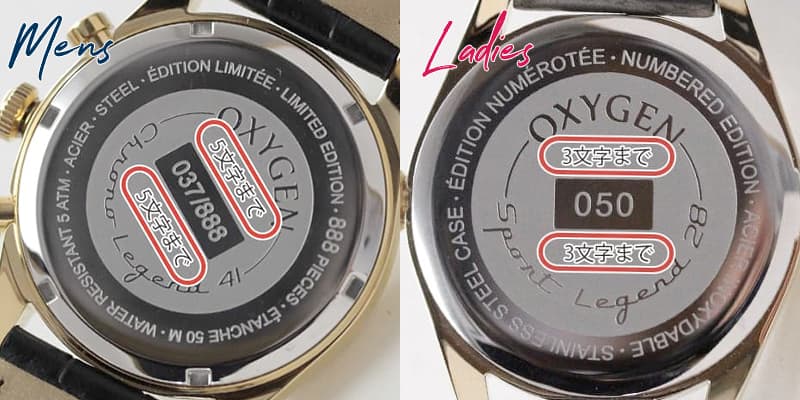 Mens
ACIER · STEEL · ÉDITION LIMITÉE · LIMITED EDITION · 888 PIECES · ÉTANCHE 50 M · WATER RESISTANT 5 ATM ·
OXYGEN
5文字まで
037/888
5文字まで
Chrono Legend 41
Ladies
ÉDITION NUMÉROTÉE · NUMBERED EDITION · ACIER INOXYDABLE · STAINLESS STEEL CASE ·
OXYGEN
3文字まで
050
3文字まで
Sport Legend 28